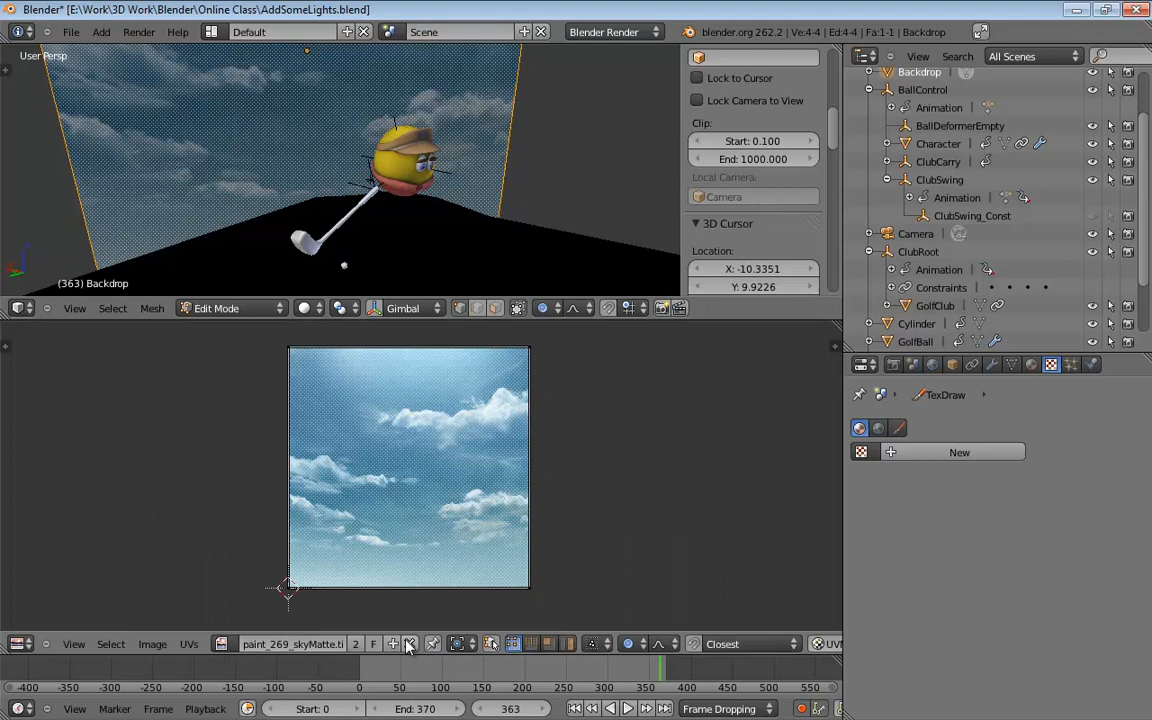 Blender* [E:\Work\3D Work\Blender\Online Class\AddSomeLights.blend]
File Add Render Help Default Scene Blender Render blender.org 262.2 | Ve:4-4 | Ed:4-4 | Fa:1-1 | Backdrop
User Persp
(363) Backdrop
View Select Mesh Edit Mode Gimbal
Lock to Cursor
Lock Camera to View
Clip:
Start: 0.100
End: 1000.000
Local Camera:
Camera
3D Cursor
Location:
X: -10.3351
Y: 9.9226
View Search All Scenes
Backdrop
BallControl
Animation
BallDeformerEmpty
Character
ClubCarry
ClubSwing
Animation
ClubSwing_Const
Camera
ClubRoot
Animation
Constraints
GolfClub
Cylinder
GolfBall
TexDraw
New
View Select Image UVs paint_269_skyMatte.ti 2 F Closest
-400 -350 -300 -250 -200 -150 -100 -50 0 50 100 150 200 250 300 350 400 450 500 550
View Marker Frame Playback Start: 0 End: 370 363 Frame Dropping